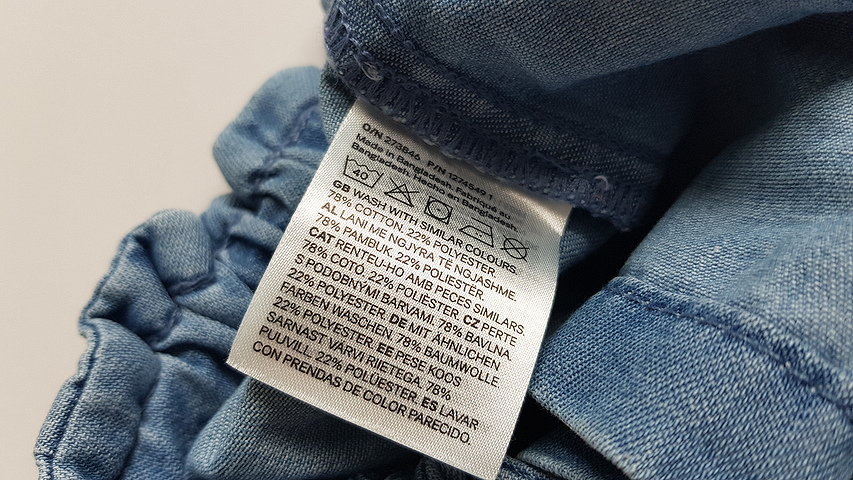 O/N 273846 P/N 1274549.1
Made in Bangladesh. Fabriqué au
Bangladesh. Hecho en Bangladesh.
40
GB WASH WITH SIMILAR COLOURS.
78% COTTON. 22% POLYESTER.
AL LANI ME NGJYRA TË NGJASHME.
78% PAMBUK. 22% POLIESTËR.
CAT RENTEU-HO AMB PECES SIMILARS.
78% COTÓ. 22% POLIÈSTER. CZ PERTE
S PODOBNÝMI BARVAMI. 78% BAVLNA.
22% POLYESTER. DE MIT ÄHNLICHEN
FARBEN WASCHEN. 78% BAUMWOLLE.
22% POLYESTER. EE PESE KOOS
SARNAST VÄRVI RIIETEGA. 78%
PUUVILL. 22% POLÜESTER. ES LAVAR
CON PRENDAS DE COLOR PARECIDO.